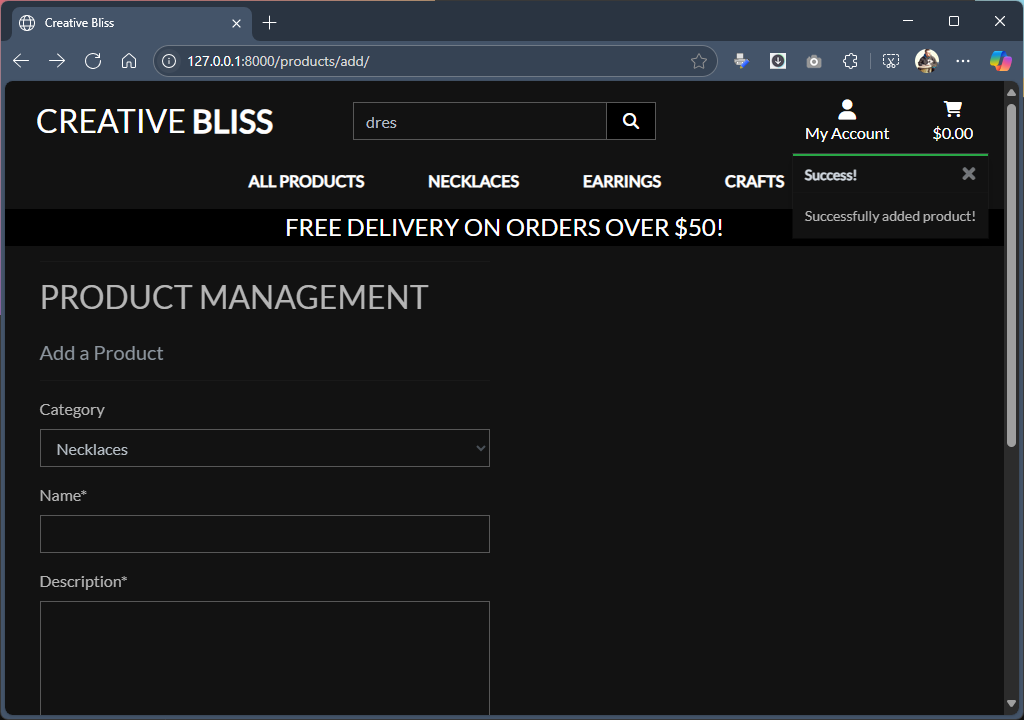 Creative Bliss
127.0.0.1:8000/products/add/
CREATIVE BLISS
dres
My Account
$0.00
ALL PRODUCTS
NECKLACES
EARRINGS
CRAFTS
Success!
Successfully added product!
FREE DELIVERY ON ORDERS OVER $50!
PRODUCT MANAGEMENT
Add a Product
Category
Necklaces
Name*
Description*